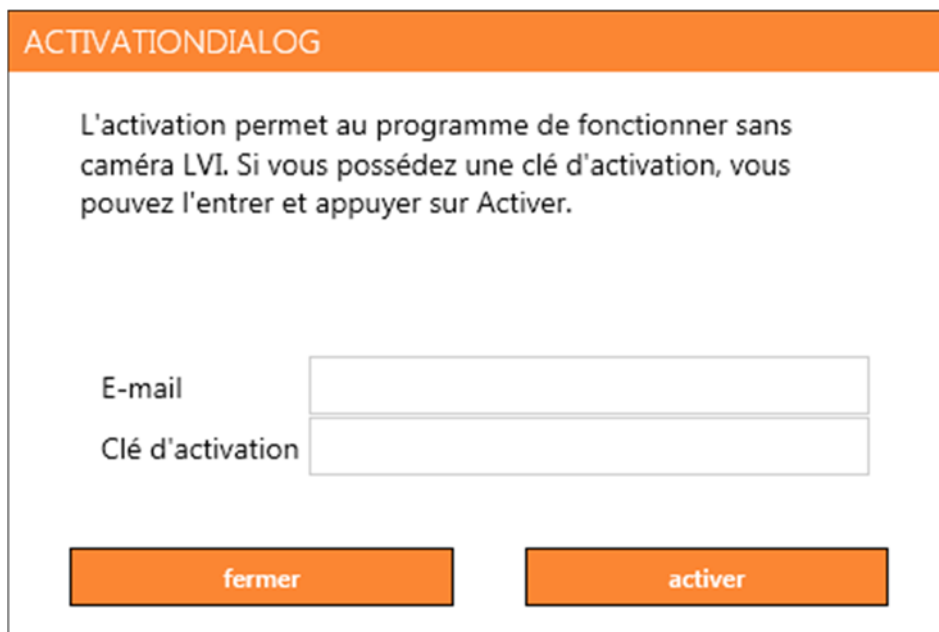 ACTIVATIONDIALOG
L'activation permet au programme de fonctionner sans
caméra LVI. Si vous possédez une clé d'activation, vous
pouvez l'entrer et appuyer sur Activer.
E-mail
Clé d'activation
fermer activer